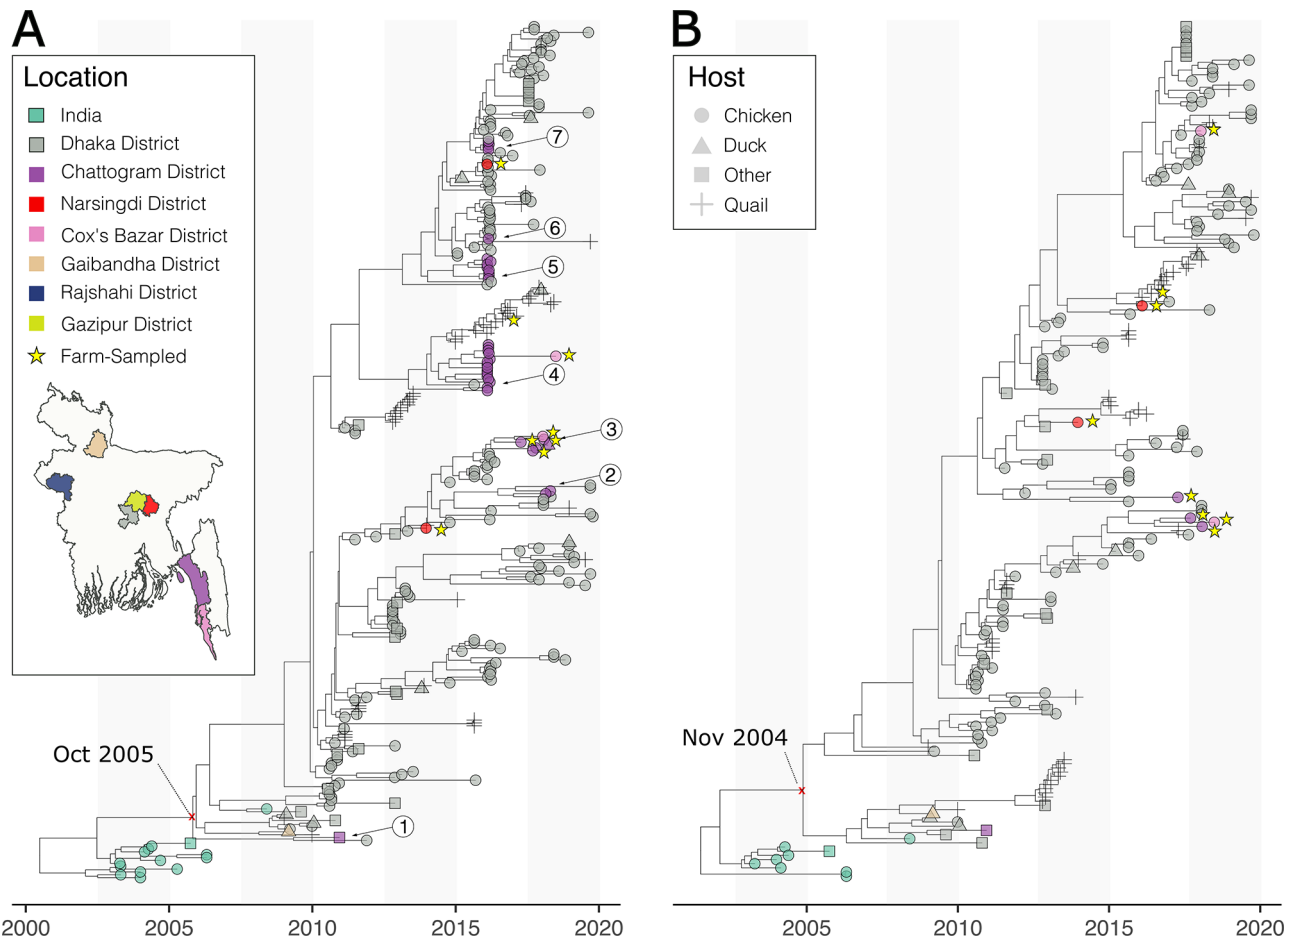 A
Location
India
Dhaka District
Chattogram District
Narsingdi District
Cox's Bazar District
Gaibandha District
Rajshahi District
Gazipur District
Farm-Sampled
7
6
5
4
3
2
Oct 2005
x
1
2000 2005 2010 2015 2020
B
Host
Chicken
Duck
Other
Quail
Nov 2004
x
2005 2010 2015 2020